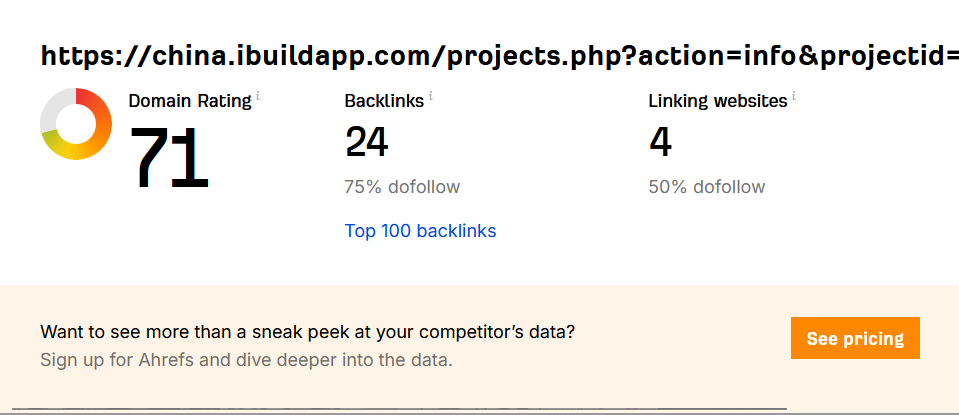 https://china.ibuildapp.com/projects.php?action=info&projectid=
Domain Rating i
Backlinks i
Linking websites i
71
24
4
75% dofollow
50% dofollow
Top 100 backlinks
Want to see more than a sneak peek at your competitor’s data?
Sign up for Ahrefs and dive deeper into the data.
See pricing